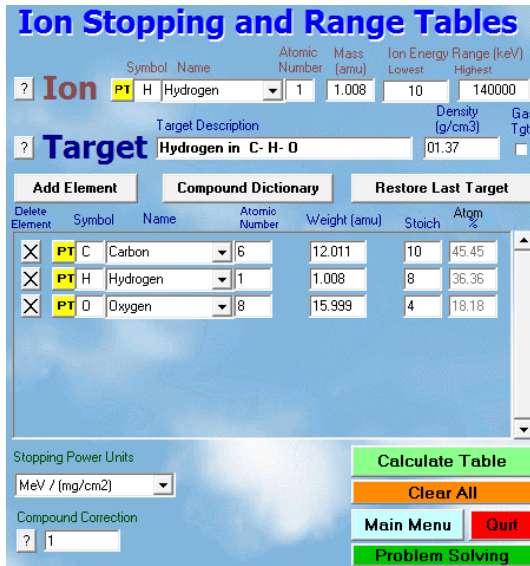 Ion Stopping and Range Tables
Atomic Mass Ion Energy Range (keV)
Symbol Name Number (amu) Lowest Highest
? Ion PT H Hydrogen 1 1.008 10 140000
Density Gas
Target Description (g/cm3) Tgt
? Target Hydrogen in C- H- O 01.37
Add Element Compound Dictionary Restore Last Target
Delete Atomic Atom
Element Symbol Name Number Weight (amu) Stoich %
X PT C Carbon 6 12.011 10 45.45
X PT H Hydrogen 1 1.008 8 36.36
X PT O Oxygen 8 15.999 4 18.18
Stopping Power Units
MeV / (mg/cm2)
Compound Correction
? 1
Calculate Table
Clear All
Main Menu Quit
Problem Solving